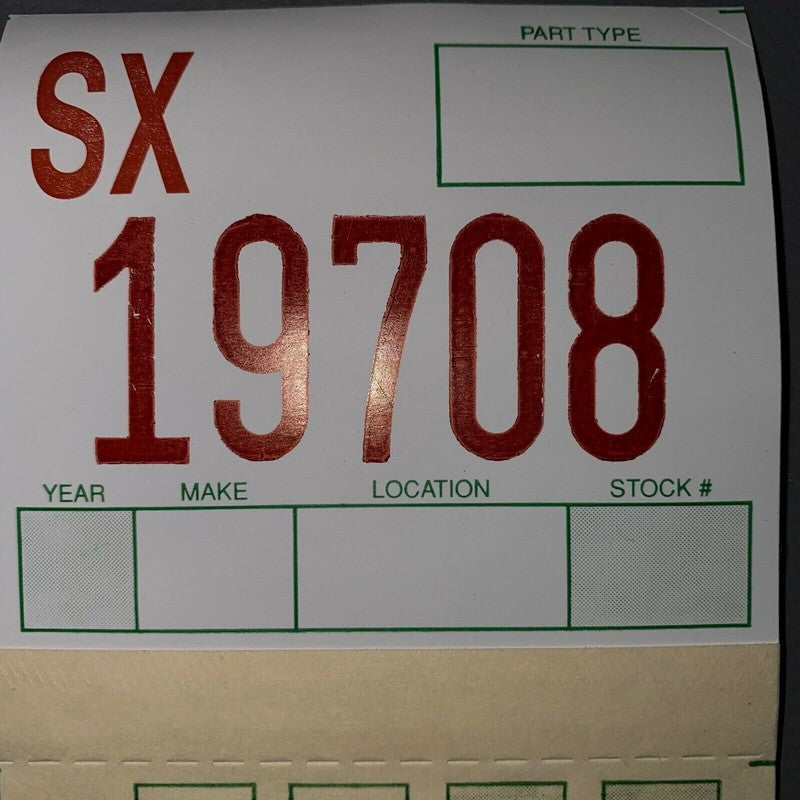 PART TYPE
SX
19708
YEAR MAKE LOCATION STOCK #